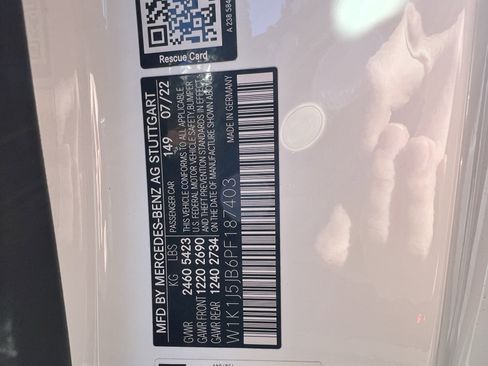 Rescue Card
A 238 584
MFD BY MERCEDES-BENZ AG STUTTGART
PASSENGER CAR 149 07/22
KG LBS
GVWR 2460 5423
GAWR FRONT 1220 2690
GAWR REAR 1240 2734
THIS VEHICLE CONFORMS TO ALL APPLICABLE
U.S. FEDERAL MOTOR VEHICLE SAFETY, BUMPER
AND THEFT PREVENTION STANDARDS IN EFFECT
ON THE DATE OF MANUFACTURE SHOWN ABOVE
MADE IN GERMANY
W1K1J5JB6PF187403